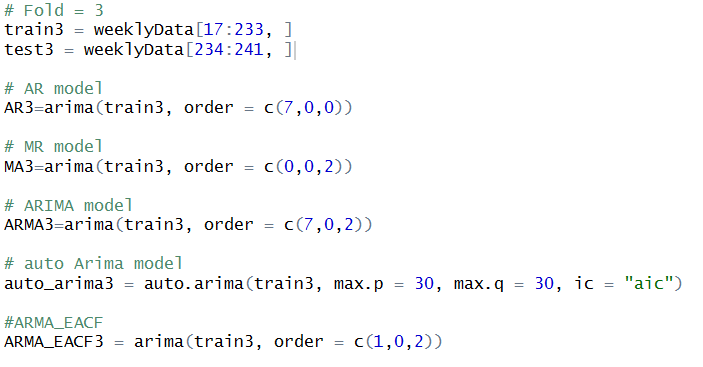 # Fold = 3
train3 = weeklyData[17:233, ]
test3 = weeklyData[234:241, ]
# AR model
AR3=arima(train3, order = c(7,0,0))
# MR model
MA3=arima(train3, order = c(0,0,2))
# ARIMA model
ARMA3=arima(train3, order = c(7,0,2))
# auto Arima model
auto_arima3 = auto.arima(train3, max.p = 30, max.q = 30, ic = "aic")
#ARMA_EACF
ARMA_EACF3 = arima(train3, order = c(1,0,2))